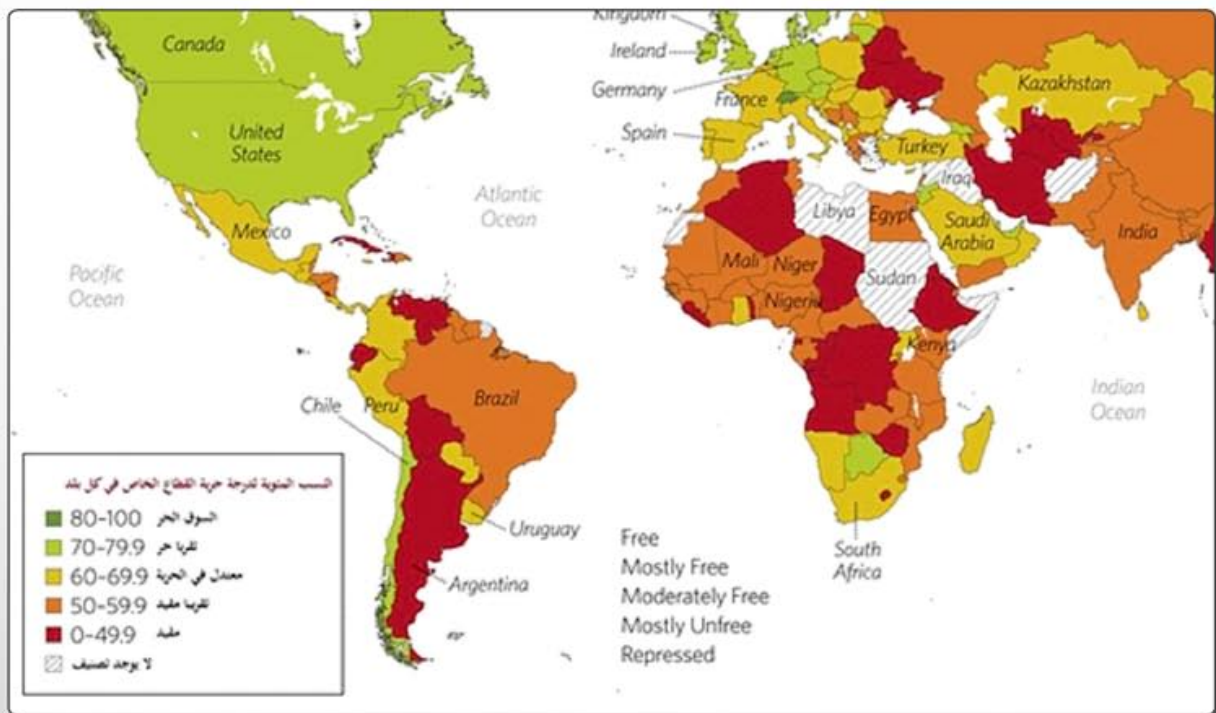 Canada
United
States
Mexico
Atlantic
Ocean
Pacific
Ocean
Kingdom
Ireland
Germany
France
Spain
Kazakhstan
Turkey
Iraq
Libya
Egypt
Saudi
Arabia
India
Mali
Niger
Sudan
Nigeria
Kenya
Indian
Ocean
Chile
Peru
Brazil
Uruguay
Argentina
South
Africa
النسب المئوية لدرجة حرية القطاع الخاص في كل بلد
80-100 السوق الحر
70-79.9 تقربا حر
60-69.9 معتدل في الحرية
50-59.9 تقريبا مقيد
0-49.9 مقيد
لا يوجد تصنيف
Free
Mostly Free
Moderately Free
Mostly Unfree
Repressed